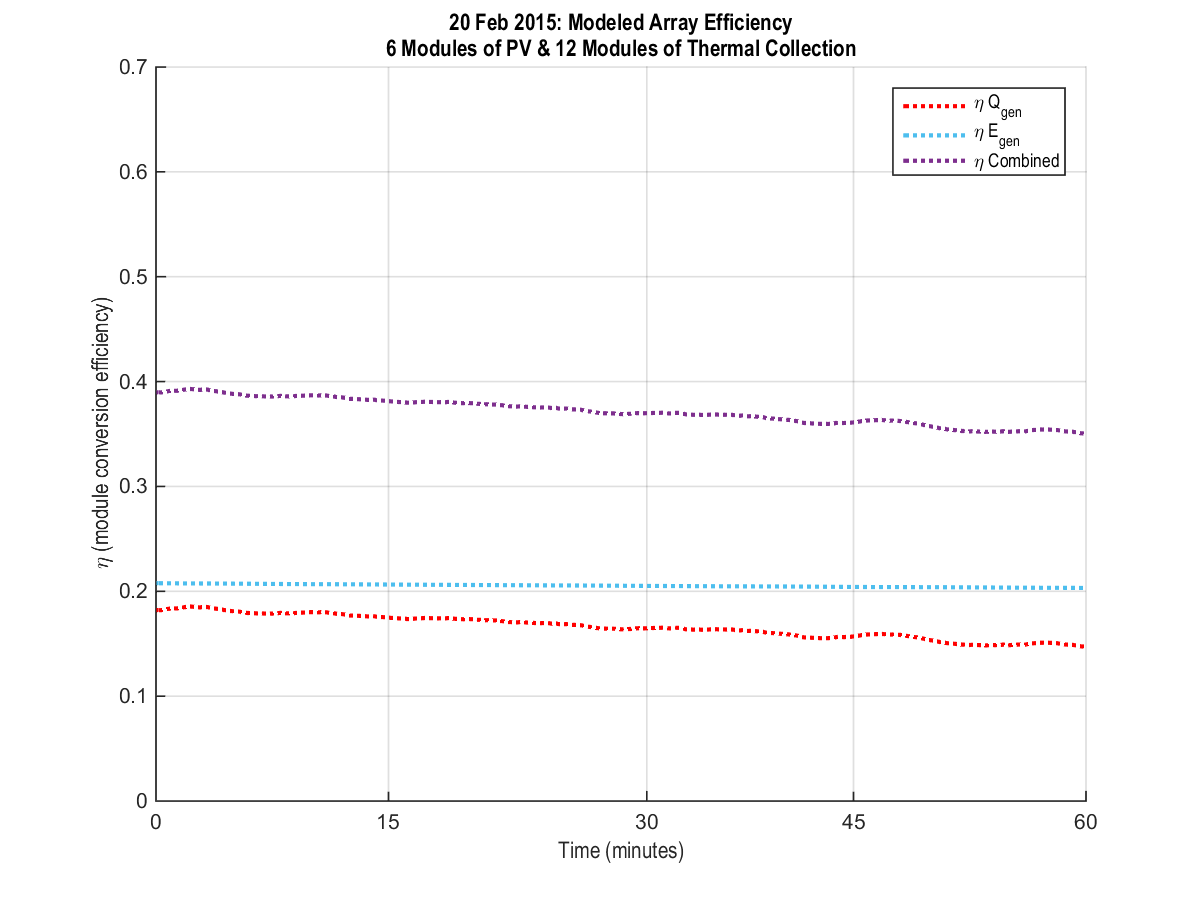 20 Feb 2015: Modeled Array Efficiency
6 Modules of PV & 12 Modules of Thermal Collection
0.7
0.6
0.5
0.4
0.3
0.2
0.1
0
η (module conversion efficiency)
η Qgen
η Egen
η Combined
0 15 30 45 60
Time (minutes)